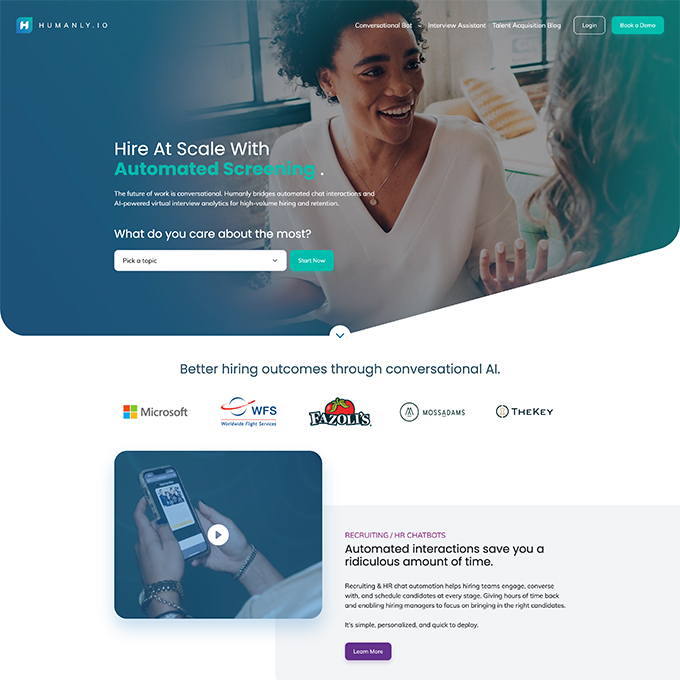 HUMANLY.IO
Conversational Bot
Interview Assistant
Talent Acquisition Blog
Login
Book a Demo
Hire At Scale With
Automated Screening .
The future of work is conversational. Humanly bridges automated chat interactions and
AI-powered virtual interview analytics for high-volume hiring and retention.
What do you care about the most?
Pick a topic
Start Now
Better hiring outcomes through conversational AI.
Microsoft
WFS
Worldwide Flight Services
FAZOLI'S
MOSSADAMS
THEKEY
RECRUITING / HR CHATBOTS
Automated interactions save you a
ridiculous amount of time.
Recruiting & HR chat automation helps hiring teams engage, converse
with, and schedule candidates at every stage. Giving hours of time back
and enabling hiring managers to focus on bringing in the right candidates.
It's simple, personalized, and quick to deploy.
Learn More